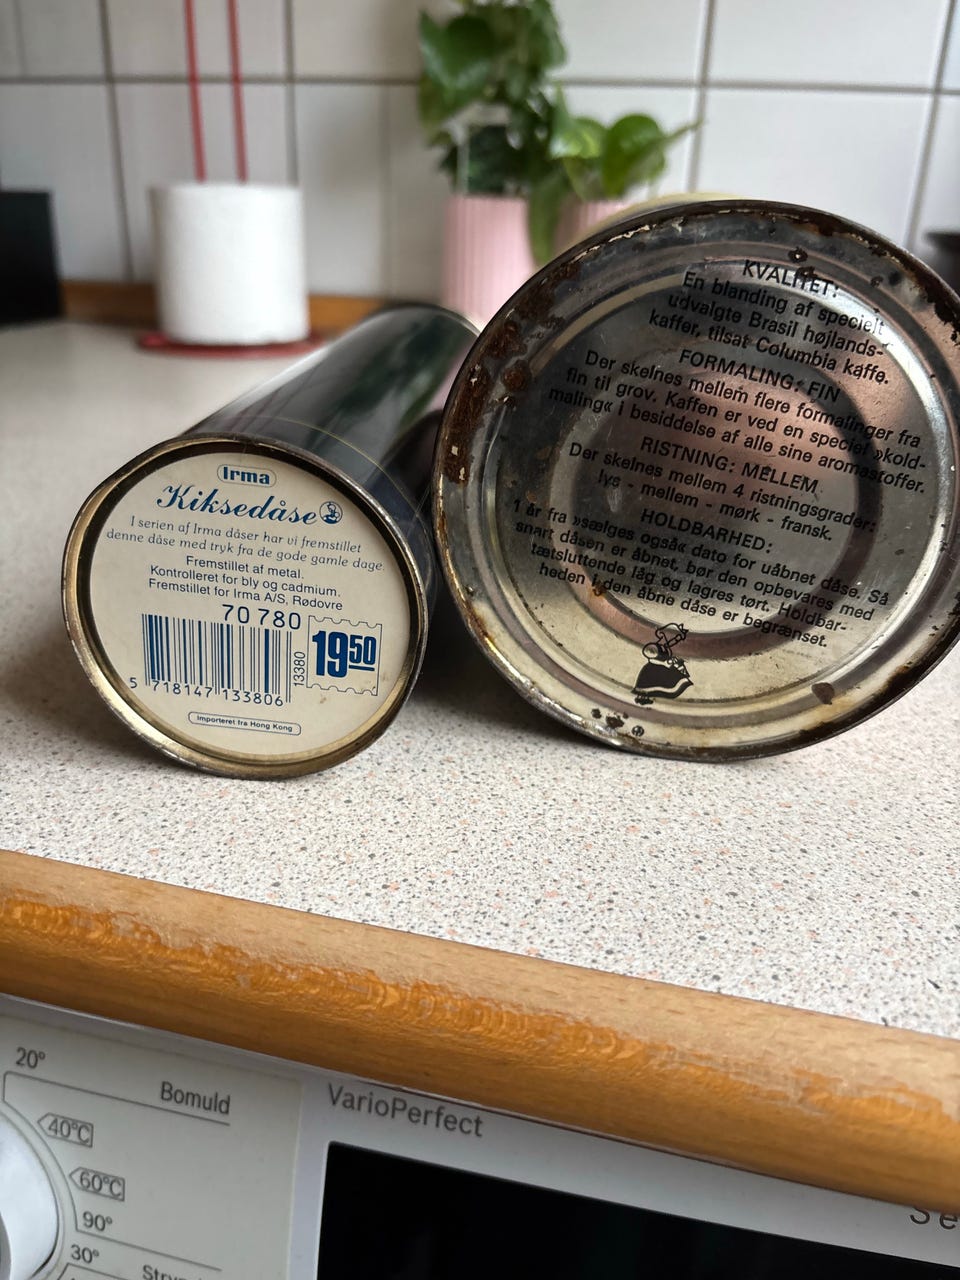 Irma
Kiksedåse
I serien af Irma dåser har vi fremstillet
denne dåse med tryk fra de gode gamle dage.
Fremstillet af metal.
Kontrolleret for bly og cadmium.
Fremstillet for Irma A/S, Rødovre
70 780
19.50
13380
5 718147 133806
Importeret fra Hong Kong
KVALITET:
En blanding af specielt
udvalgte Brasil højlands-
kaffer, tilsat Columbia kaffe.
FORMALING: FIN
Der skelnes mellem flere formalinger fra
fin til grov. Kaffen er ved en speciel »kold-
maling« i besiddelse af alle sine aromastoffer.
RISTNING: MELLEM
Der skelnes mellem 4 ristningsgrader:
lys - mellem - mørk - fransk.
HOLDBARHED:
1 år fra »sælges også« dato for uåbnet dåse. Så
snart dåsen er åbnet, bør den opbevares med
tætsluttende låg og lagres tørt. Holdbar-
heden i den åbne dåse er begrænset.
20°
Bomuld
40°C
60°C
90°
30°
VarioPerfect